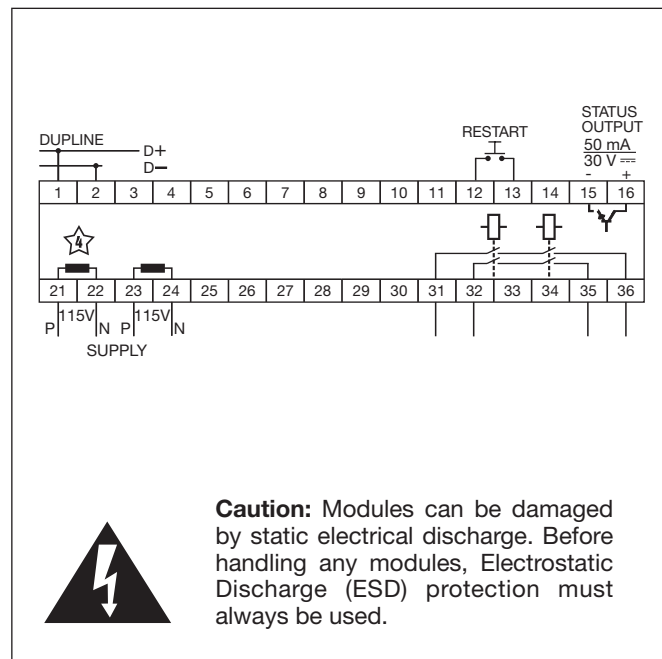 DUPLINE
D+
D−
RESTART
STATUS
OUTPUT
50 mA
30 V ⎓
- +
1 2 3 4 5 6 7 8 9 10 11 12 13 14 15 16
4
21 22 23 24 25 26 27 28 29 30 31 32 33 34 35 36
P 115V N P 115V N
SUPPLY
Caution: Modules can be damaged
by static electrical discharge. Before
handling any modules, Electrostatic
Discharge (ESD) protection must
always be used.